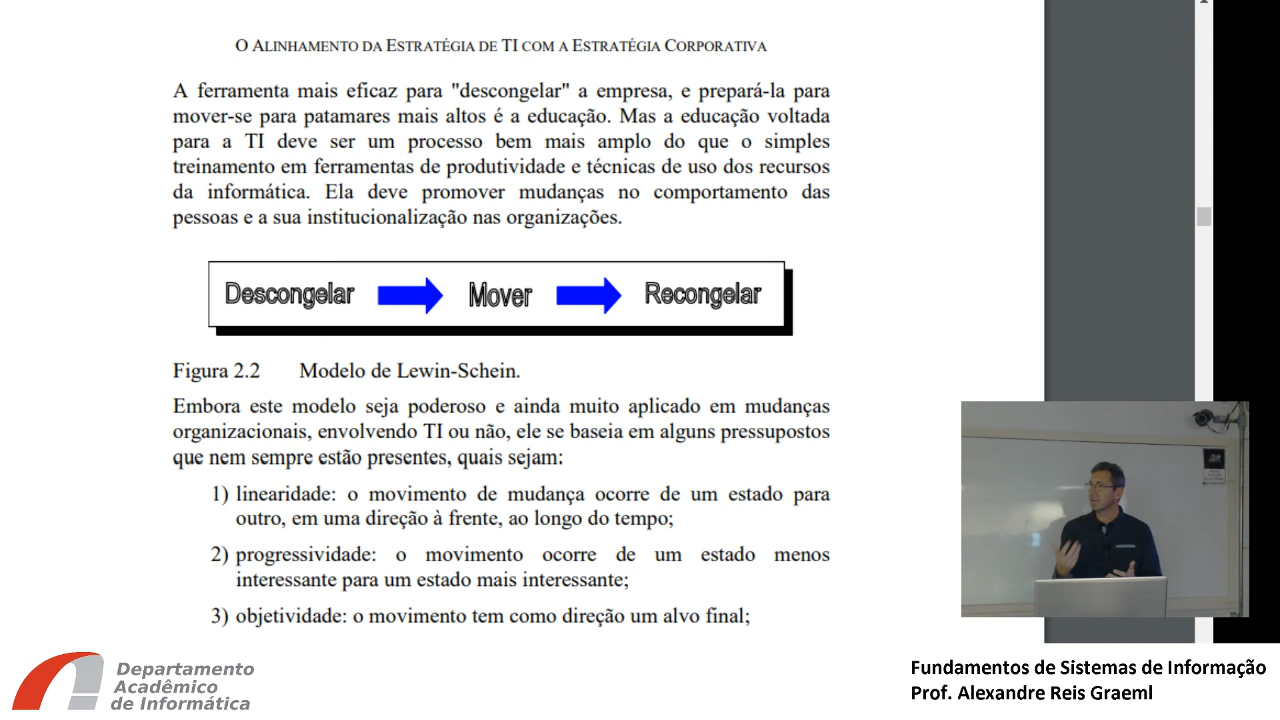 O ALINHAMENTO DA ESTRATÉGIA DE TI COM A ESTRATÉGIA CORPORATIVA
A ferramenta mais eficaz para "descongelar" a empresa, e prepará-la para
mover-se para patamares mais altos é a educação. Mas a educação voltada
para a TI deve ser um processo bem mais amplo do que o simples
treinamento em ferramentas de produtividade e técnicas de uso dos recursos
da informática. Ela deve promover mudanças no comportamento das
pessoas e a sua institucionalização nas organizações.
Descongelar Mover Recongelar
Figura 2.2 Modelo de Lewin-Schein.
Embora este modelo seja poderoso e ainda muito aplicado em mudanças
organizacionais, envolvendo TI ou não, ele se baseia em alguns pressupostos
que nem sempre estão presentes, quais sejam:
1) linearidade: o movimento de mudança ocorre de um estado para
outro, em uma direção à frente, ao longo do tempo;
2) progressividade: o movimento ocorre de um estado menos
interessante para um estado mais interessante;
3) objetividade: o movimento tem como direção um alvo final;
Departamento
Acadêmico
de Informática
Fundamentos de Sistemas de Informação
Prof. Alexandre Reis Graeml